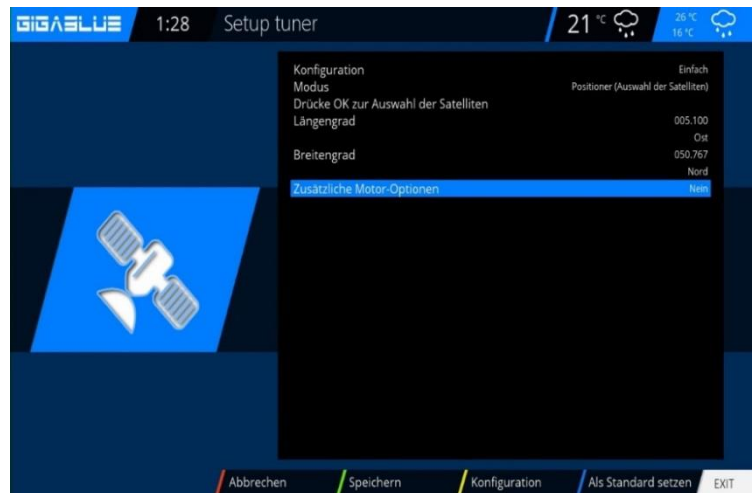 GIGABLUE 1:28 Setup tuner 21 °C 26 °C
16 °C
Konfiguration Einfach
Modus Positioner (Auswahl der Satelliten)
Drücke OK zur Auswahl der Satelliten
Längengrad 005.100
Ost
Breitengrad 050.767
Nord
Zusätzliche Motor-Optionen Nein
Abbrechen Speichern Konfiguration Als Standard setzen EXIT